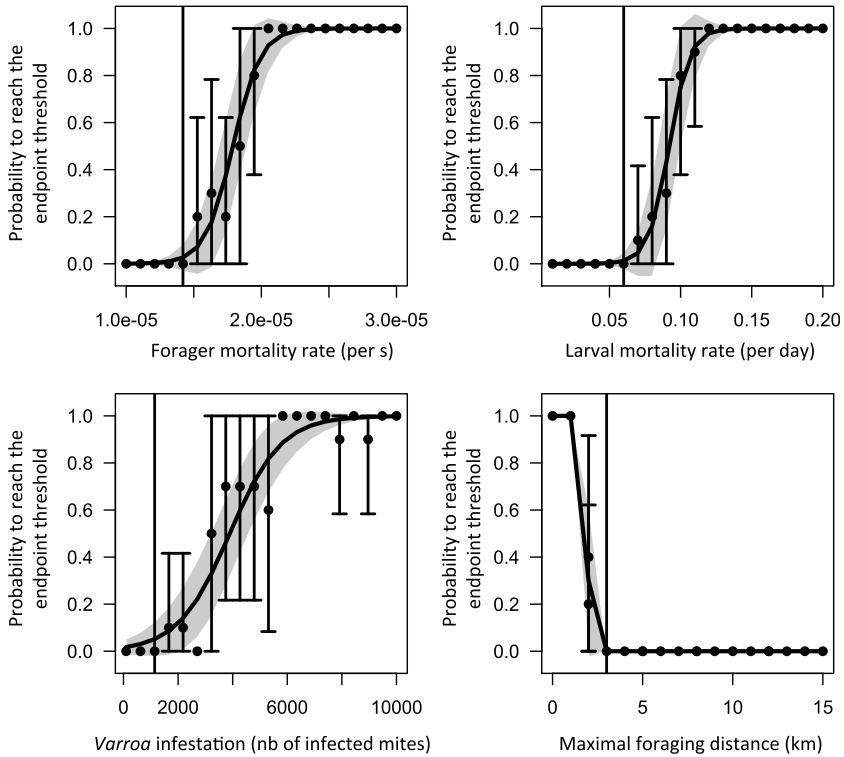 Probability to reach the
endpoint threshold
1.0
0.8
0.6
0.4
0.2
0.0
1.0e-05 2.0e-05 3.0e-05
Forager mortality rate (per s)
Probability to reach the
endpoint threshold
1.0
0.8
0.6
0.4
0.2
0.0
0.05 0.10 0.15 0.20
Larval mortality rate (per day)
Probability to reach the
endpoint threshold
1.0
0.8
0.6
0.4
0.2
0.0
0 2000 6000 10000
Varroa infestation (nb of infected mites)
Probability to reach the
endpoint threshold
1.0
0.8
0.6
0.4
0.2
0.0
0 5 10 15
Maximal foraging distance (km)